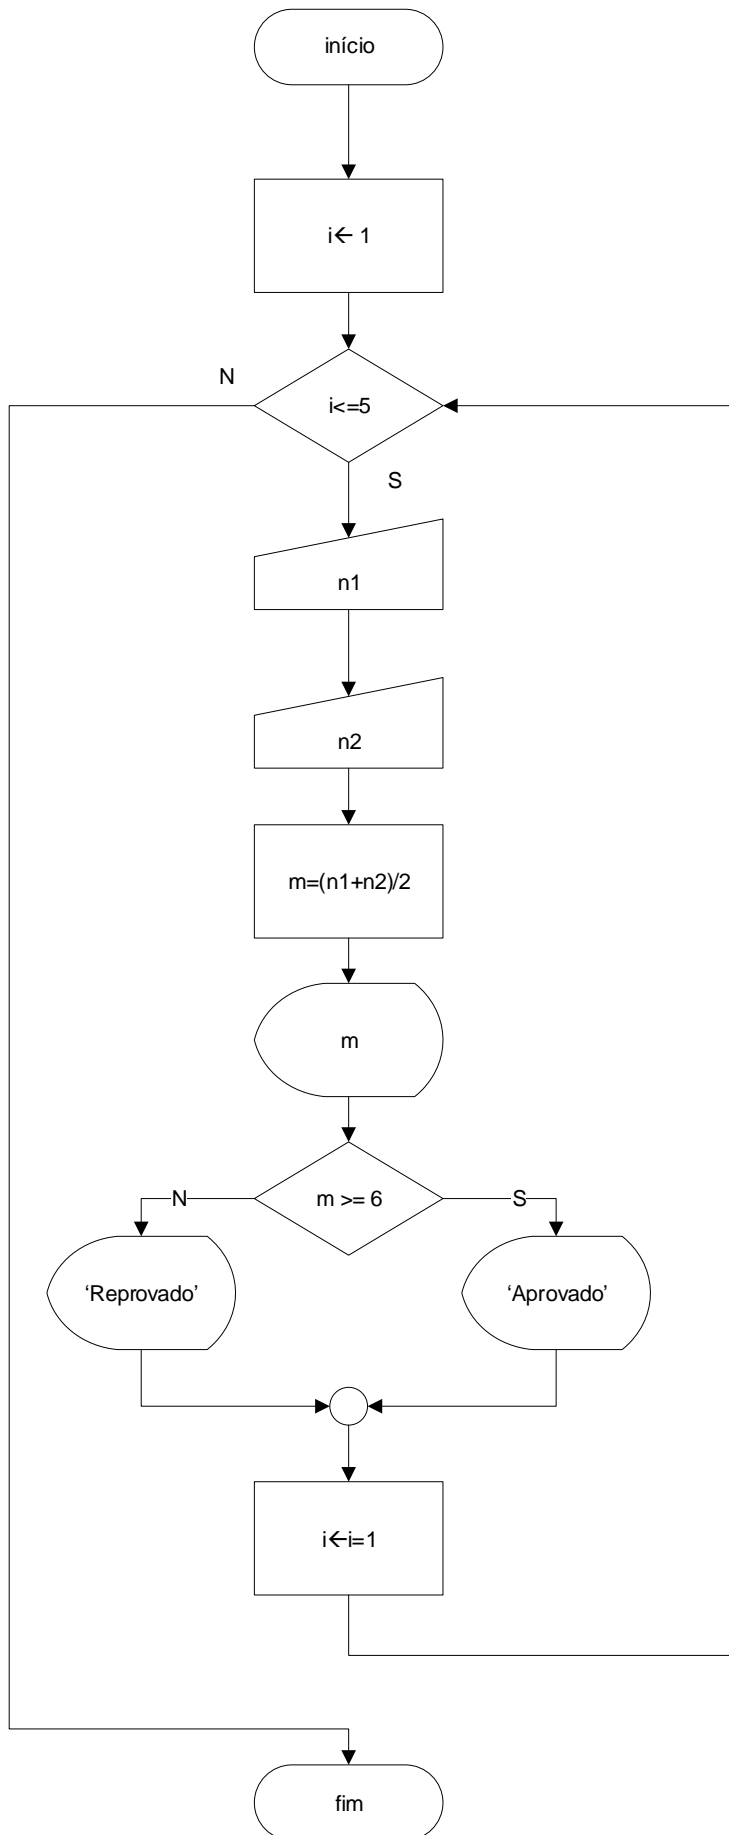 início
i← 1
N
i<=5
S
n1
n2
m=(n1+n2)/2
m
N
m >= 6
S
‘Reprovado’
‘Aprovado’
i←i=1
fim